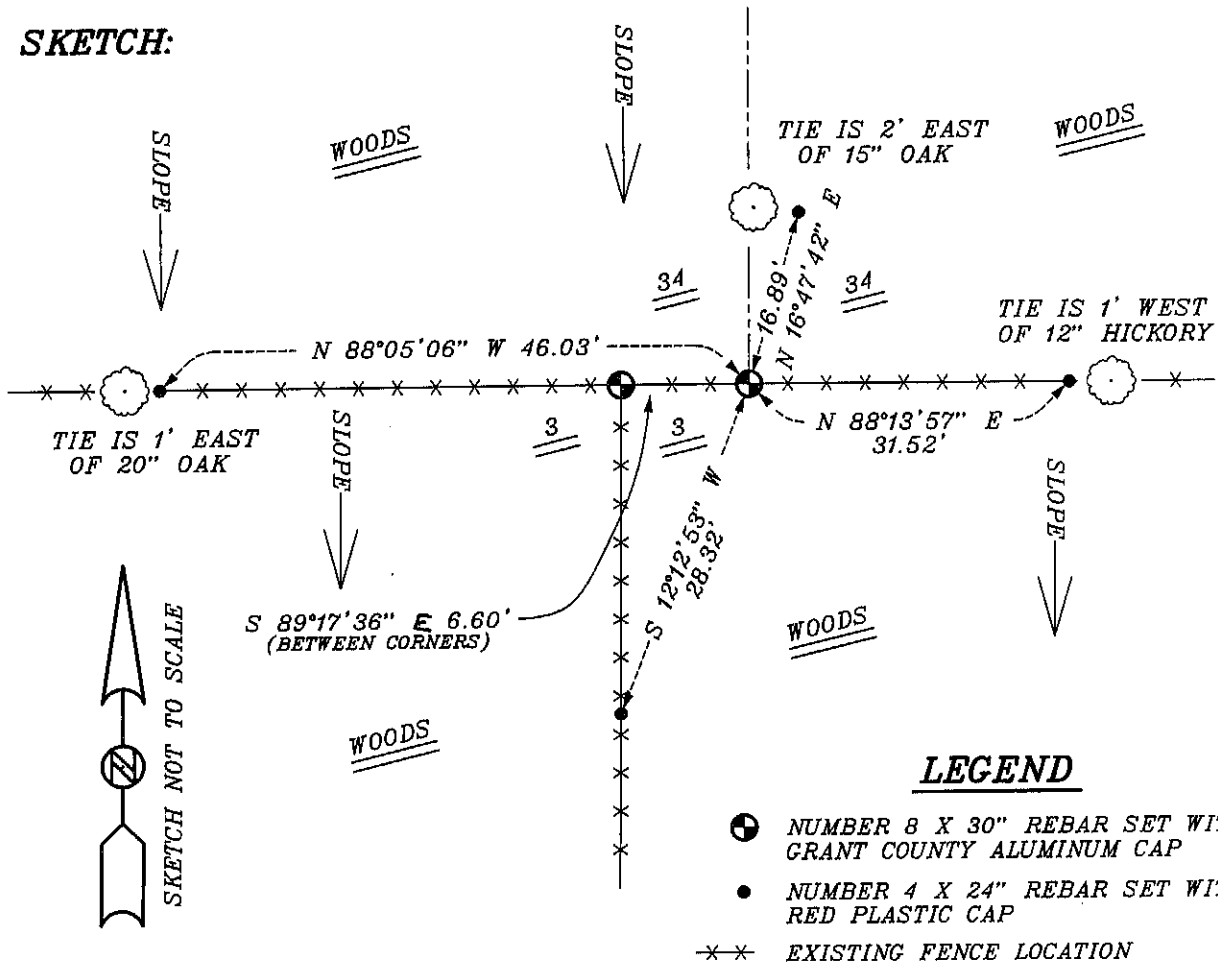 SKETCH:
SLOPE
SLOPE
WOODS
TIE IS 2' EAST
OF 15" OAK
WOODS
34
16.89'
N 16°47'42" E
34
TIE IS 1' WEST
OF 12" HICKORY
N 88°05'06" W 46.03'
TIE IS 1' EAST
OF 20" OAK
SLOPE
3
3
N 88°13'57" E
31.52'
SLOPE
S 12°12'53" W
28.32'
S 89°17'36" E 6.60'
(BETWEEN CORNERS)
WOODS
WOODS
N
SKETCH NOT TO SCALE
LEGEND
NUMBER 8 X 30" REBAR SET WI
GRANT COUNTY ALUMINUM CAP
NUMBER 4 X 24" REBAR SET WI
RED PLASTIC CAP
EXISTING FENCE LOCATION